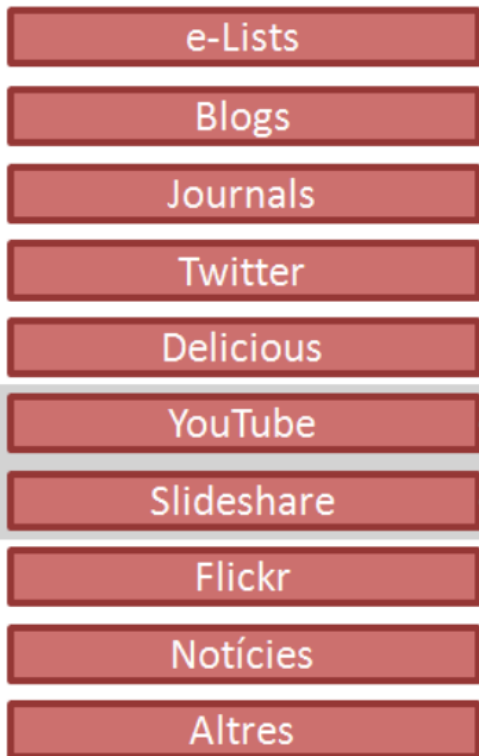 e-Lists
Blogs
Journals
Twitter
Delicious
YouTube
Slideshare
Flickr
Notícies
Altres